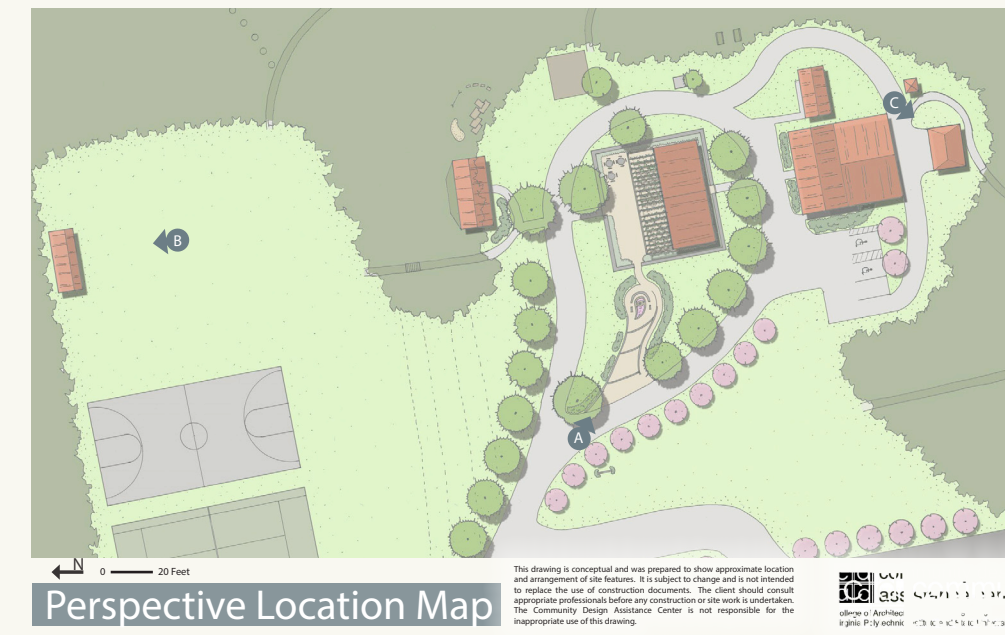 C
B
A
N
0 20 Feet
Perspective Location Map
This drawing is conceptual and was prepared to show approximate location
and arrangement of site features. It is subject to change and is not intended
to replace the use of construction documents. The client should consult
appropriate professionals before any construction or site work is undertaken.
The Community Design Assistance Center is not responsible for the
inappropriate use of this drawing.